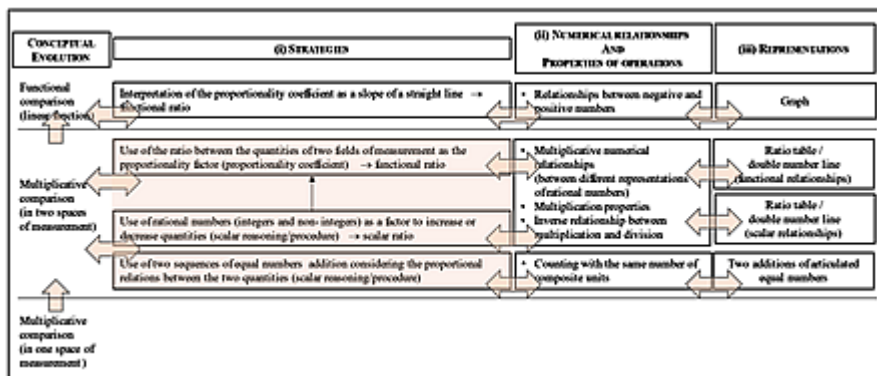 CONCEPTUAL
EVOLUTION
(i) STRATEGIES
(ii) NUMERICAL RELATIONSHIPS
AND
PROPERTIES OF OPERATIONS
(iii) REPRESENTATIONS
Functional
comparison
(linear function)
Interpretation of the proportionality coefficient as a slope of a straight line →
functional ratio
• Relationships between negative and
positive numbers
Graph
Multiplicative
comparison
(in two spaces
of measurement)
Use of the ratio between the quantities of two fields of measurement as the
proportionality factor (proportionality coefficient) → functional ratio
Use of rational numbers (integers and non-integers) as a factor to increase or
decrease quantities (scalar reasoning/procedure) → scalar ratio
• Multiplicative numerical
relationships
(between different representations
of rational numbers)
• Multiplication properties
• Inverse relationship between
multiplication and division
Ratio table /
double number line
(functional relationships)
Ratio table /
double number line
(scalar relationships)
Use of two sequences of equal numbers addition considering the proportional
relations between the two quantities (scalar reasoning/procedure)
• Counting with the same number of
composite units
Two additions of articulated
equal numbers
Multiplicative
comparison
(in one space of
measurement)